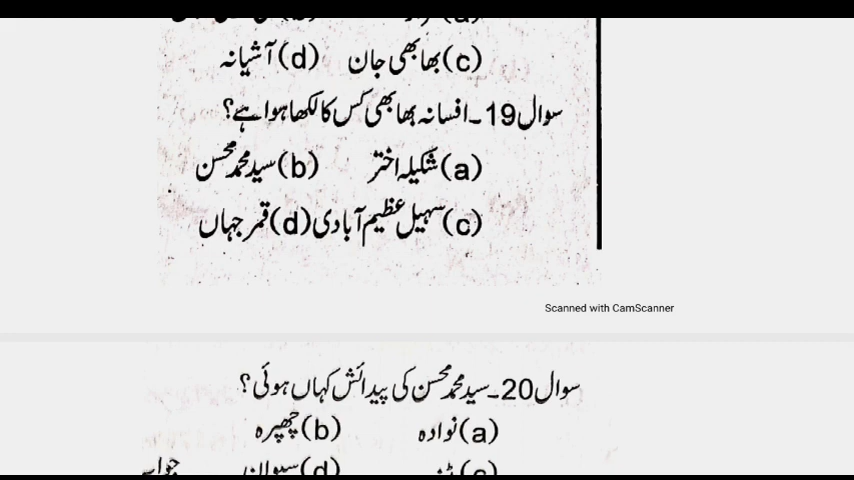 (c) بھابھی جان (d) آشیانہ
سوال 19۔ افسانہ بھابھی کس کا لکھا ہوا ہے؟
(a) شکیلہ اختر (b) سید محمد محسن
(c) سہیل عظیم آبادی (d) قمر جہاں
Scanned with CamScanner
سوال 20۔ سید محمد محسن کی پیدائش کہاں ہوئی؟
(a) نوادہ (b) چھپرہ